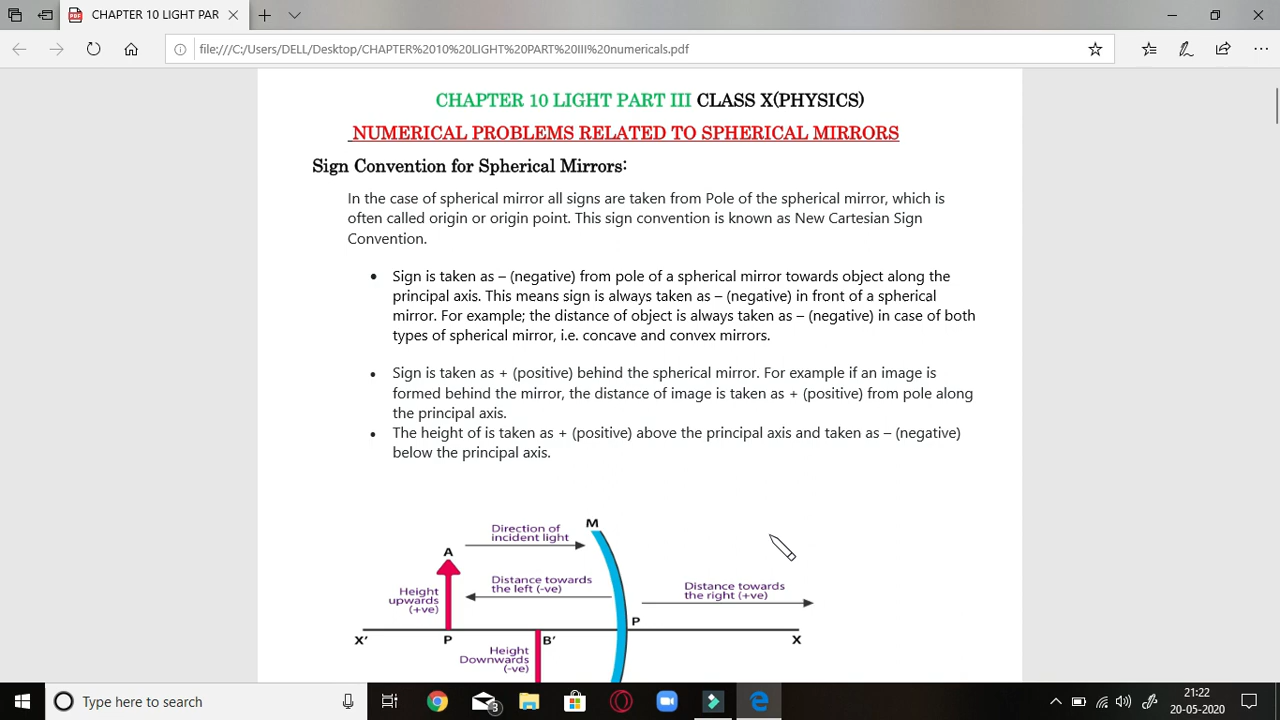 CHAPTER 10 LIGHT PAR
file:///C:/Users/DELL/Desktop/CHAPTER%2010%20LIGHT%20PART%20III%20numericals.pdf
CHAPTER 10 LIGHT PART III CLASS X(PHYSICS)
NUMERICAL PROBLEMS RELATED TO SPHERICAL MIRRORS
Sign Convention for Spherical Mirrors:
In the case of spherical mirror all signs are taken from Pole of the spherical mirror, which is
often called origin or origin point. This sign convention is known as New Cartesian Sign
Convention.
• Sign is taken as – (negative) from pole of a spherical mirror towards object along the
principal axis. This means sign is always taken as – (negative) in front of a spherical
mirror. For example; the distance of object is always taken as – (negative) in case of both
types of spherical mirror, i.e. concave and convex mirrors.
• Sign is taken as + (positive) behind the spherical mirror. For example if an image is
formed behind the mirror, the distance of image is taken as + (positive) from pole along
the principal axis.
• The height of is taken as + (positive) above the principal axis and taken as – (negative)
below the principal axis.
M
Direction of
incident light
A
Distance towards
the left (-ve)
Height
upwards
(+ve)
Distance towards
the right (+ve)
P
X'
P
B'
X
Height
Downwards
(-ve)
Type here to search
3
21:22
20-05-2020